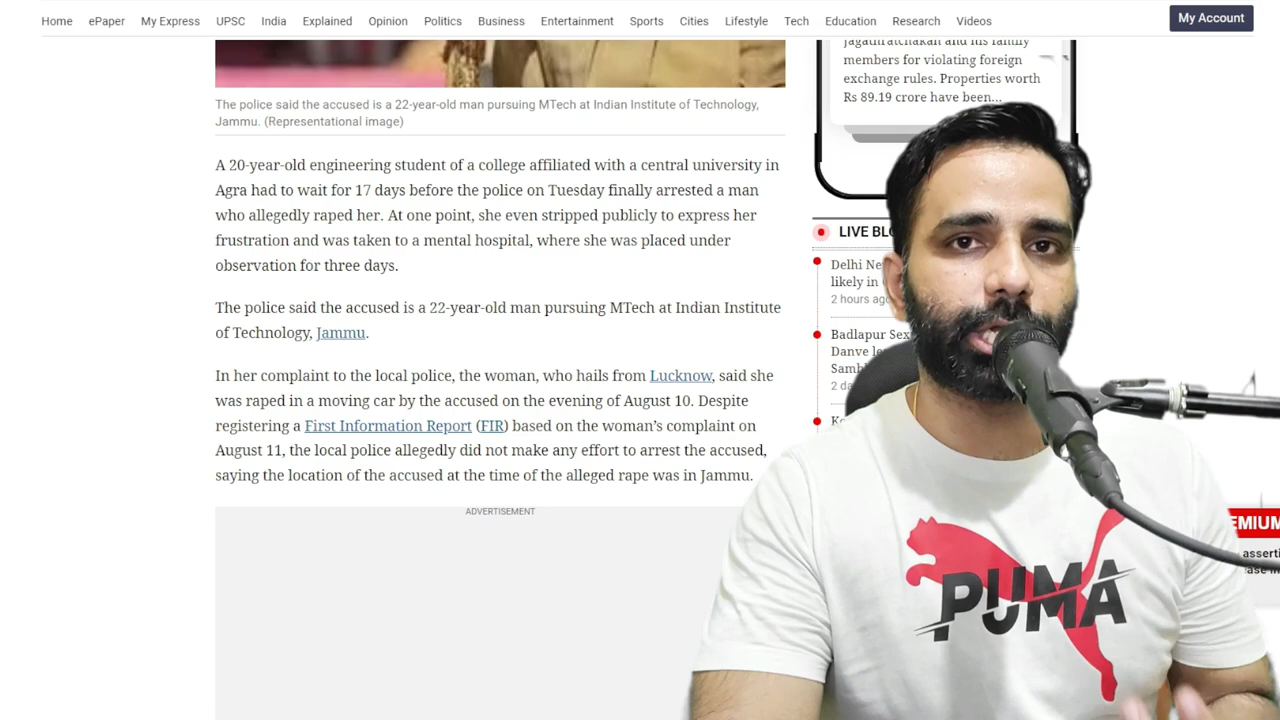 Home ePaper My Express UPSC India Explained Opinion Politics Business Entertainment Sports Cities Lifestyle Tech Education Research Videos My Account
The police said the accused is a 22-year-old man pursuing MTech at Indian Institute of Technology,
Jammu. (Representational image)
A 20-year-old engineering student of a college affiliated with a central university in
Agra had to wait for 17 days before the police on Tuesday finally arrested a man
who allegedly raped her. At one point, she even stripped publicly to express her
frustration and was taken to a mental hospital, where she was placed under
observation for three days.
The police said the accused is a 22-year-old man pursuing MTech at Indian Institute
of Technology, Jammu.
In her complaint to the local police, the woman, who hails from Lucknow, said she
was raped in a moving car by the accused on the evening of August 10. Despite
registering a First Information Report (FIR) based on the woman's complaint on
August 11, the local police allegedly did not make any effort to arrest the accused,
saying the location of the accused at the time of the alleged rape was in Jammu.
ADVERTISEMENT
Jagathratchakan and his family
members for violating foreign
exchange rules. Properties worth
Rs 89.19 crore have been...
LIVE BLO
Delhi Ne
likely in
2 hours ago
Badlapur Sex
Danve le
Samb
2 da
EMIUM
asserti
ase in
PUMA